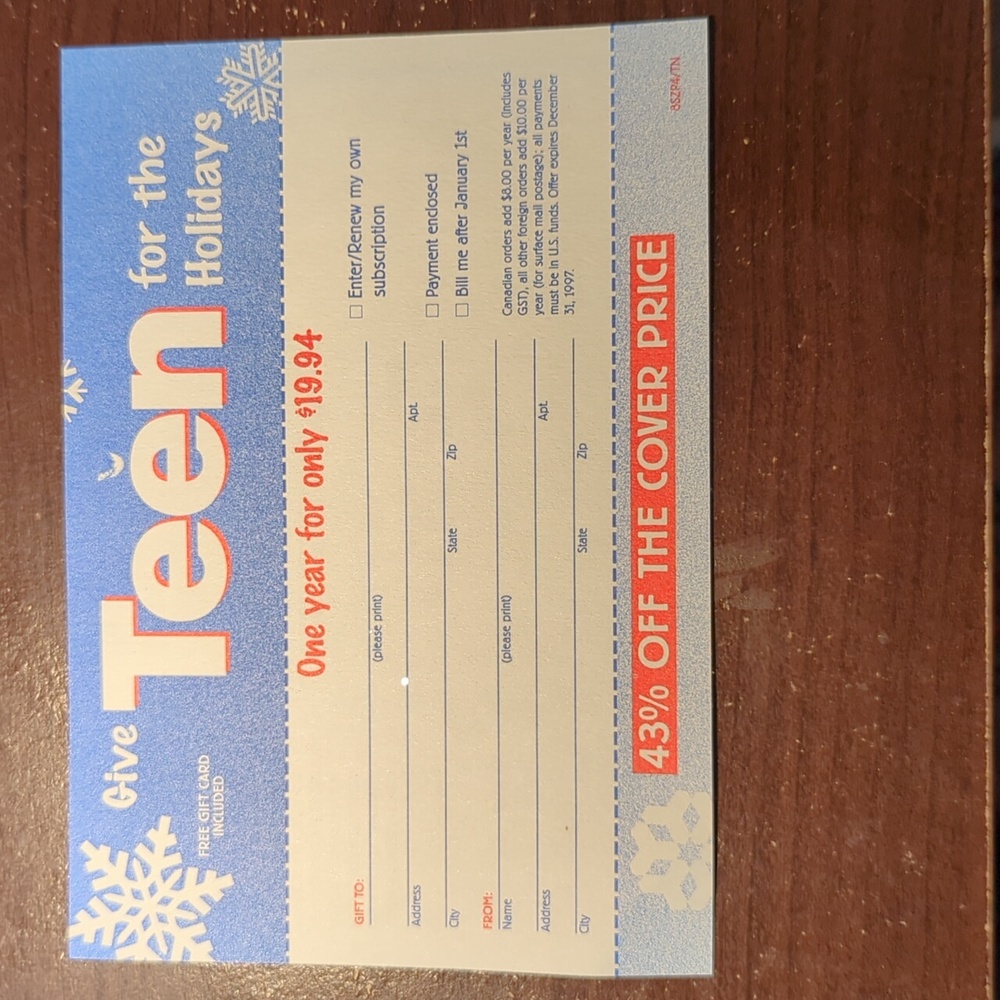 Give Teen for the Holidays
FREE GIFT CARD
INCLUDED
One year for only $19.94
GIFT TO:
(please print)
Address Apt.
City State Zip
FROM:
Name (please print)
Address Apt.
City State Zip
☐ Enter/Renew my own
subscription
☐ Payment enclosed
☐ Bill me after January 1st
Canadian orders add $8.00 per year (includes
GST), all other foreign orders add $10.00 per
year (for surface mail postage); all payments
must be in U.S. funds. Offer expires December
31, 1997.
43% OFF THE COVER PRICE
8SZP4/TN